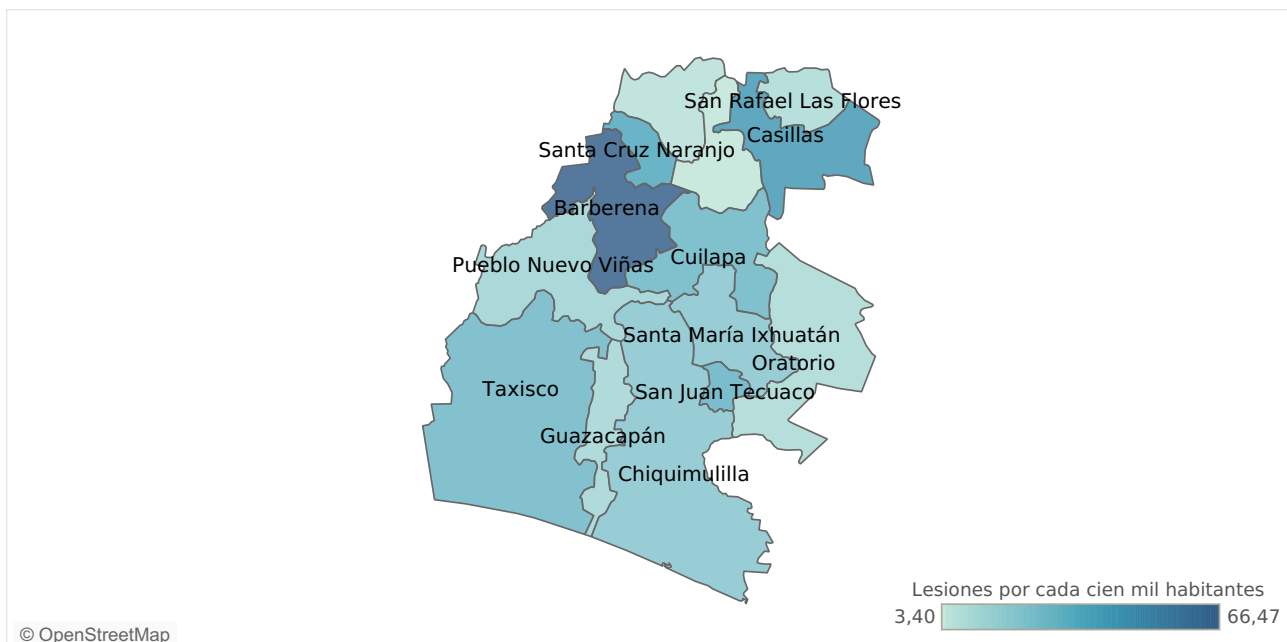 San Rafael Las Flores
Casillas
Santa Cruz Naranjo
Barberena
Cuilapa
Pueblo Nuevo Viñas
Santa María Ixhuatán
Oratorio
Taxisco
San Juan Tecuaco
Guazacapán
Chiquimulilla
Lesiones por cada cien mil habitantes
3,40 66,47
© OpenStreetMap